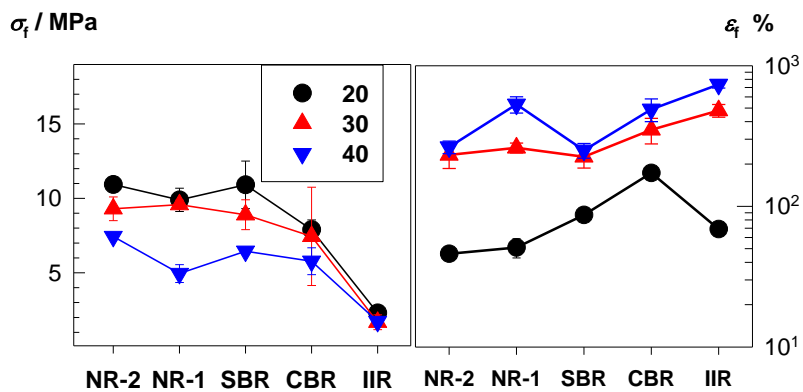 σf / MPa
εf %
20
30
40
15
10
5
10³
10²
10¹
NR-2 NR-1 SBR CBR IIR
NR-2 NR-1 SBR CBR IIR